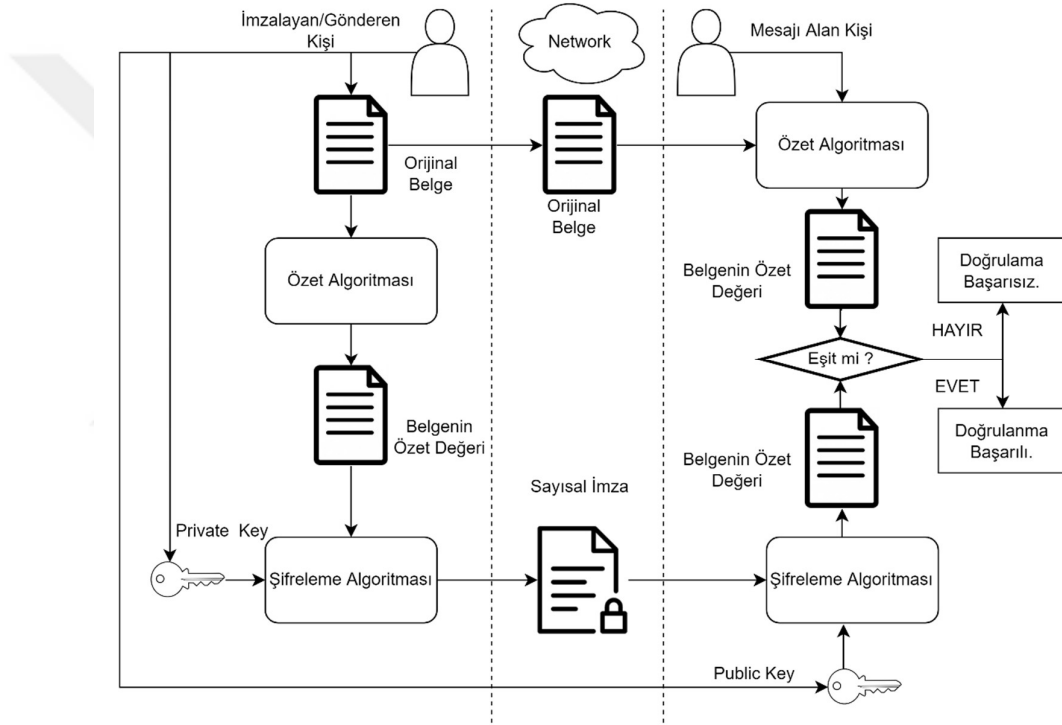 İmzalayan/Gönderen
Kişi
Network
Mesajı Alan Kişi
Orijinal
Belge
Orijinal
Belge
Özet Algoritması
Özet Algoritması
Belgenin Özet
Değeri
Doğrulama
Başarısız.
HAYIR
Eşit mi ?
EVET
Doğrulanma
Başarılı.
Belgenin
Özet Değeri
Belgenin Özet
Değeri
Sayısal İmza
Private Key
Şifreleme Algoritması
Şifreleme Algoritması
Public Key